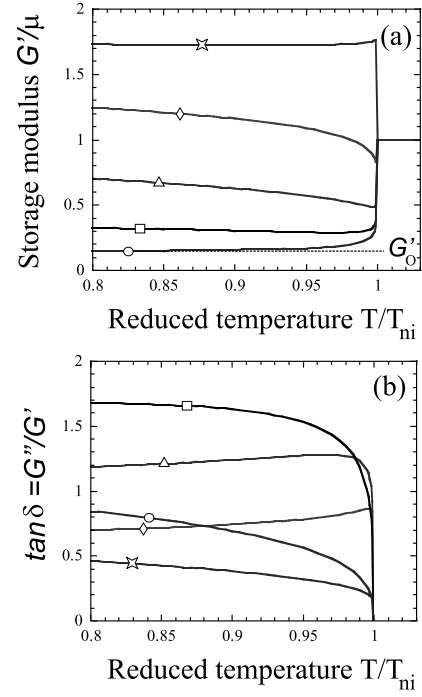 (a)
Storage modulus G'/μ
2
1.5
1
0.5
0
G'o
0.8 0.85 0.9 0.95 1
Reduced temperature T/Tni
(b)
tan δ =G"/G'
2
1.5
1
0.5
0
0.8 0.85 0.9 0.95 1
Reduced temperature T/Tni